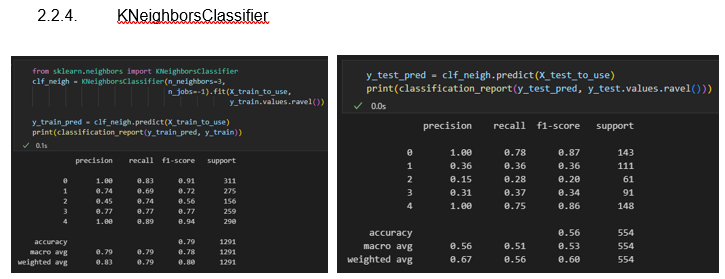 2.2.4. KNeighborsClassifier
from sklearn.neighbors import KNeighborsClassifier
clf_neigh = KNeighborsClassifier(n_neighbors=3,
n_jobs=-1).fit(X_train_to_use,
y_train.values.ravel())
y_train_pred = clf_neigh.predict(X_train_to_use)
print(classification_report(y_train_pred, y_train))
✓ 0.1s
precision recall f1-score support
0 1.00 0.83 0.91 311
1 0.74 0.69 0.72 275
2 0.45 0.74 0.56 156
3 0.77 0.77 0.77 259
4 1.00 0.89 0.94 290
accuracy 0.79 1291
macro avg 0.79 0.79 0.78 1291
weighted avg 0.83 0.79 0.80 1291
y_test_pred = clf_neigh.predict(X_test_to_use)
print(classification_report(y_test_pred, y_test.values.ravel()))
✓ 0.0s
precision recall f1-score support
0 1.00 0.78 0.87 143
1 0.36 0.36 0.36 111
2 0.15 0.28 0.20 61
3 0.31 0.37 0.34 91
4 1.00 0.75 0.86 148
accuracy 0.56 554
macro avg 0.56 0.51 0.53 554
weighted avg 0.67 0.56 0.60 554